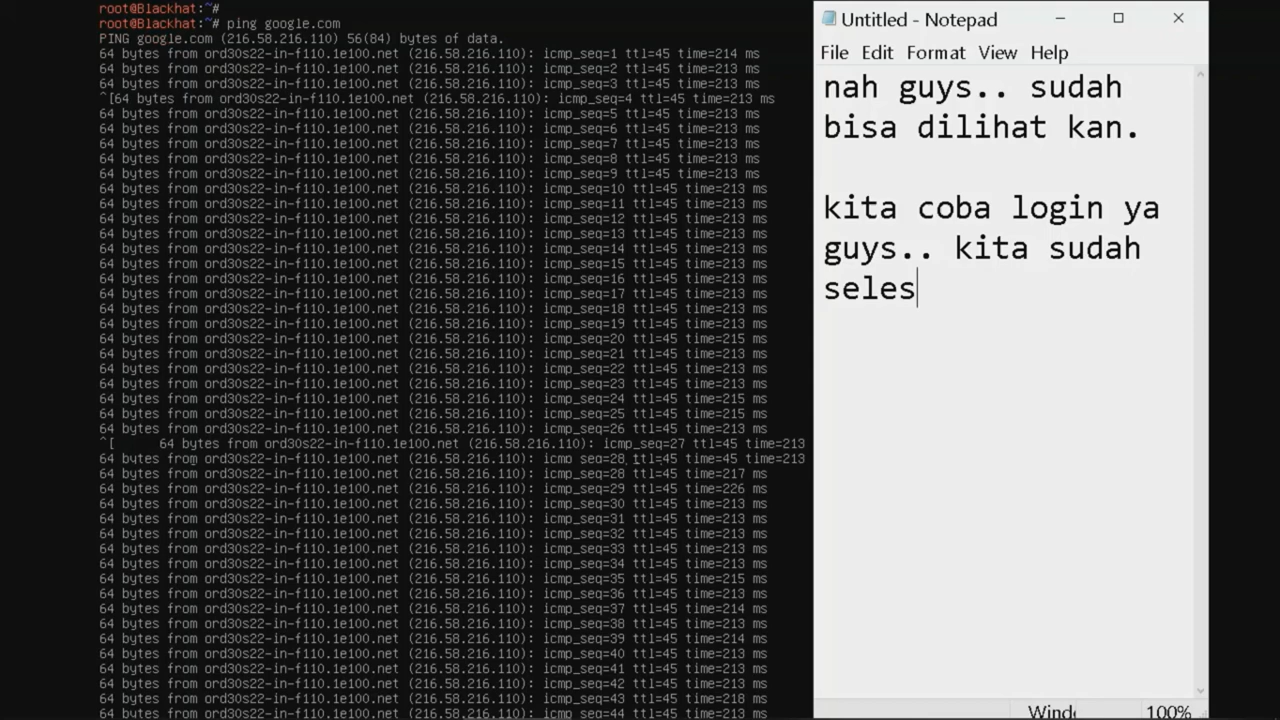 root@Blackhat:~#
root@Blackhat:~# ping google.com
PING google.com (216.58.216.110) 56(84) bytes of data.
64 bytes from ord30s22-in-f110.1e100.net (216.58.216.110): icmp_seq=1 ttl=45 time=214 ms
64 bytes from ord30s22-in-f110.1e100.net (216.58.216.110): icmp_seq=2 ttl=45 time=213 ms
64 bytes from ord30s22-in-f110.1e100.net (216.58.216.110): icmp_seq=3 ttl=45 time=213 ms
^[64 bytes from ord30s22-in-f110.1e100.net (216.58.216.110): icmp_seq=4 ttl=45 time=213 ms
64 bytes from ord30s22-in-f110.1e100.net (216.58.216.110): icmp_seq=5 ttl=45 time=213 ms
64 bytes from ord30s22-in-f110.1e100.net (216.58.216.110): icmp_seq=6 ttl=45 time=213 ms
64 bytes from ord30s22-in-f110.1e100.net (216.58.216.110): icmp_seq=7 ttl=45 time=213 ms
64 bytes from ord30s22-in-f110.1e100.net (216.58.216.110): icmp_seq=8 ttl=45 time=213 ms
64 bytes from ord30s22-in-f110.1e100.net (216.58.216.110): icmp_seq=9 ttl=45 time=213 ms
64 bytes from ord30s22-in-f110.1e100.net (216.58.216.110): icmp_seq=10 ttl=45 time=213 ms
64 bytes from ord30s22-in-f110.1e100.net (216.58.216.110): icmp_seq=11 ttl=45 time=213 ms
64 bytes from ord30s22-in-f110.1e100.net (216.58.216.110): icmp_seq=12 ttl=45 time=213 ms
64 bytes from ord30s22-in-f110.1e100.net (216.58.216.110): icmp_seq=13 ttl=45 time=213 ms
64 bytes from ord30s22-in-f110.1e100.net (216.58.216.110): icmp_seq=14 ttl=45 time=213 ms
64 bytes from ord30s22-in-f110.1e100.net (216.58.216.110): icmp_seq=15 ttl=45 time=213 ms
64 bytes from ord30s22-in-f110.1e100.net (216.58.216.110): icmp_seq=16 ttl=45 time=213 ms
64 bytes from ord30s22-in-f110.1e100.net (216.58.216.110): icmp_seq=17 ttl=45 time=213 ms
64 bytes from ord30s22-in-f110.1e100.net (216.58.216.110): icmp_seq=18 ttl=45 time=213 ms
64 bytes from ord30s22-in-f110.1e100.net (216.58.216.110): icmp_seq=19 ttl=45 time=213 ms
64 bytes from ord30s22-in-f110.1e100.net (216.58.216.110): icmp_seq=20 ttl=45 time=215 ms
64 bytes from ord30s22-in-f110.1e100.net (216.58.216.110): icmp_seq=21 ttl=45 time=213 ms
64 bytes from ord30s22-in-f110.1e100.net (216.58.216.110): icmp_seq=22 ttl=45 time=213 ms
64 bytes from ord30s22-in-f110.1e100.net (216.58.216.110): icmp_seq=23 ttl=45 time=213 ms
64 bytes from ord30s22-in-f110.1e100.net (216.58.216.110): icmp_seq=24 ttl=45 time=215 ms
64 bytes from ord30s22-in-f110.1e100.net (216.58.216.110): icmp_seq=25 ttl=45 time=215 ms
64 bytes from ord30s22-in-f110.1e100.net (216.58.216.110): icmp_seq=26 ttl=45 time=213 ms
^[ 64 bytes from ord30s22-in-f110.1e100.net (216.58.216.110): icmp_seq=27 ttl=45 time=213
64 bytes from ord30s22-in-f110.1e100.net (216.58.216.110): icmp_seq=28 ttl=45 time=45 time=213
64 bytes from ord30s22-in-f110.1e100.net (216.58.216.110): icmp_seq=28 ttl=45 time=217 ms
64 bytes from ord30s22-in-f110.1e100.net (216.58.216.110): icmp_seq=29 ttl=45 time=226 ms
64 bytes from ord30s22-in-f110.1e100.net (216.58.216.110): icmp_seq=30 ttl=45 time=213 ms
64 bytes from ord30s22-in-f110.1e100.net (216.58.216.110): icmp_seq=31 ttl=45 time=213 ms
64 bytes from ord30s22-in-f110.1e100.net (216.58.216.110): icmp_seq=32 ttl=45 time=213 ms
64 bytes from ord30s22-in-f110.1e100.net (216.58.216.110): icmp_seq=33 ttl=45 time=213 ms
64 bytes from ord30s22-in-f110.1e100.net (216.58.216.110): icmp_seq=34 ttl=45 time=213 ms
64 bytes from ord30s22-in-f110.1e100.net (216.58.216.110): icmp_seq=35 ttl=45 time=215 ms
64 bytes from ord30s22-in-f110.1e100.net (216.58.216.110): icmp_seq=36 ttl=45 time=213 ms
64 bytes from ord30s22-in-f110.1e100.net (216.58.216.110): icmp_seq=37 ttl=45 time=214 ms
64 bytes from ord30s22-in-f110.1e100.net (216.58.216.110): icmp_seq=38 ttl=45 time=213 ms
64 bytes from ord30s22-in-f110.1e100.net (216.58.216.110): icmp_seq=39 ttl=45 time=214 ms
64 bytes from ord30s22-in-f110.1e100.net (216.58.216.110): icmp_seq=40 ttl=45 time=213 ms
64 bytes from ord30s22-in-f110.1e100.net (216.58.216.110): icmp_seq=41 ttl=45 time=213 ms
64 bytes from ord30s22-in-f110.1e100.net (216.58.216.110): icmp_seq=42 ttl=45 time=213 ms
64 bytes from ord30s22-in-f110.1e100.net (216.58.216.110): icmp_seq=43 ttl=45 time=218 ms
64 bytes from ord30s22-in-f110.1e100.net (216.58.216.110): icmp_seq=44 ttl=45 time=213 ms
Untitled - Notepad
File Edit Format View Help
nah guys.. sudah
bisa dilihat kan.
kita coba login ya
guys.. kita sudah
seles
100%